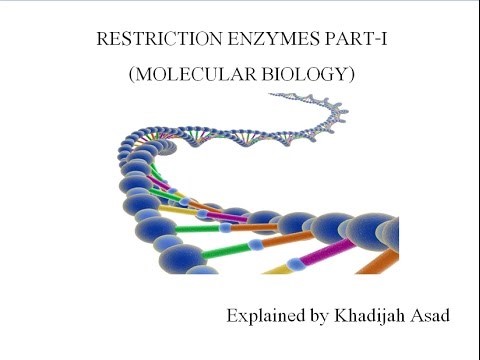 RESTRICTION ENZYMES PART-I
(MOLECULAR BIOLOGY)
Explained by Khadijah Asad